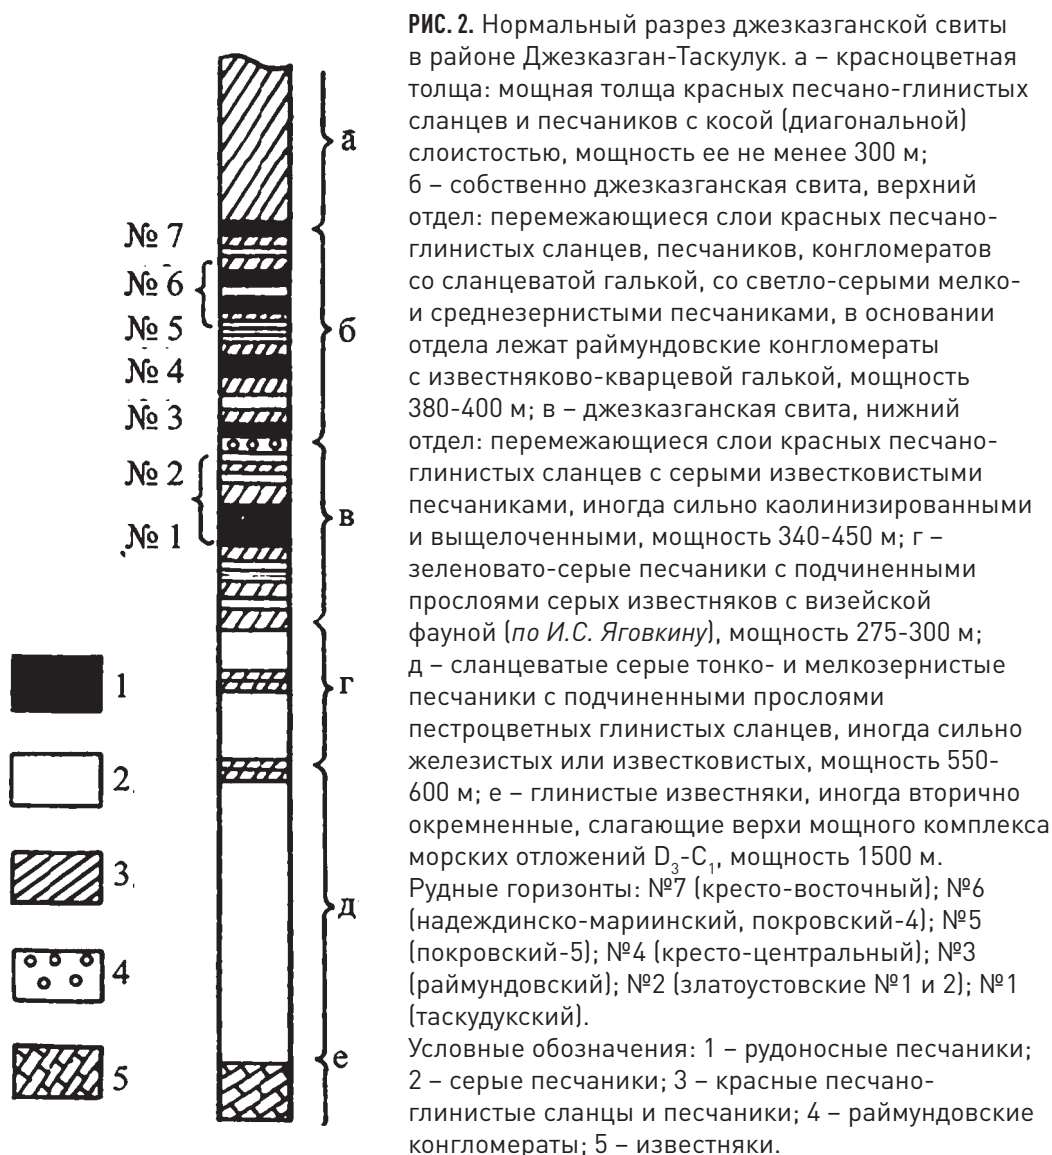 РИС. 2. Нормальный разрез джезказганской свиты
в районе Джезказган-Таскулук. а – красноцветная
толща: мощная толща красных песчано-глинистых
сланцев и песчаников с косой (диагональной)
слоистостью, мощность ее не менее 300 м;
б – собственно джезказганская свита, верхний
отдел: перемежающиеся слои красных песчано-
глинистых сланцев, песчаников, конгломератов
со сланцеватой галькой, со светло-серыми мелко-
и среднезернистыми песчаниками, в основании
отдела лежат раймундовские конгломераты
с известняково-кварцевой галькой, мощность
380-400 м; в – джезказганская свита, нижний
отдел: перемежающиеся слои красных песчано-
глинистых сланцев с серыми известковистыми
песчаниками, иногда сильно каолинизированными
и выщелоченными, мощность 340-450 м; г –
зеленовато-серые песчаники с подчиненными
прослоями серых известняков с визейской
фауной (по И.С. Яговкину), мощность 275-300 м;
д – сланцеватые серые тонко- и мелкозернистые
песчаники с подчиненными прослоями
пестроцветных глинистых сланцев, иногда сильно
железистых или известковистых, мощность 550-
600 м; е – глинистые известняки, иногда вторично
окремненные, слагающие верхи мощного комплекса
морских отложений D₃-C₁, мощность 1500 м.
Рудные горизонты: №7 (кресто-восточный); №6
(надеждинско-мариинский, покровский-4); №5
(покровский-5); №4 (кресто-центральный); №3
(раймундовский); №2 (златоустовские №1 и 2); №1
(таскудукский).
Условные обозначения: 1 – рудоносные песчаники;
2 – серые песчаники; 3 – красные песчано-
глинистые сланцы и песчаники; 4 – раймундовские
конгломераты; 5 – известняки.
№ 7
№ 6
№ 5
№ 4
№ 3
№ 2
№ 1
а
б
в
г
д
е
1
2
3
4
5